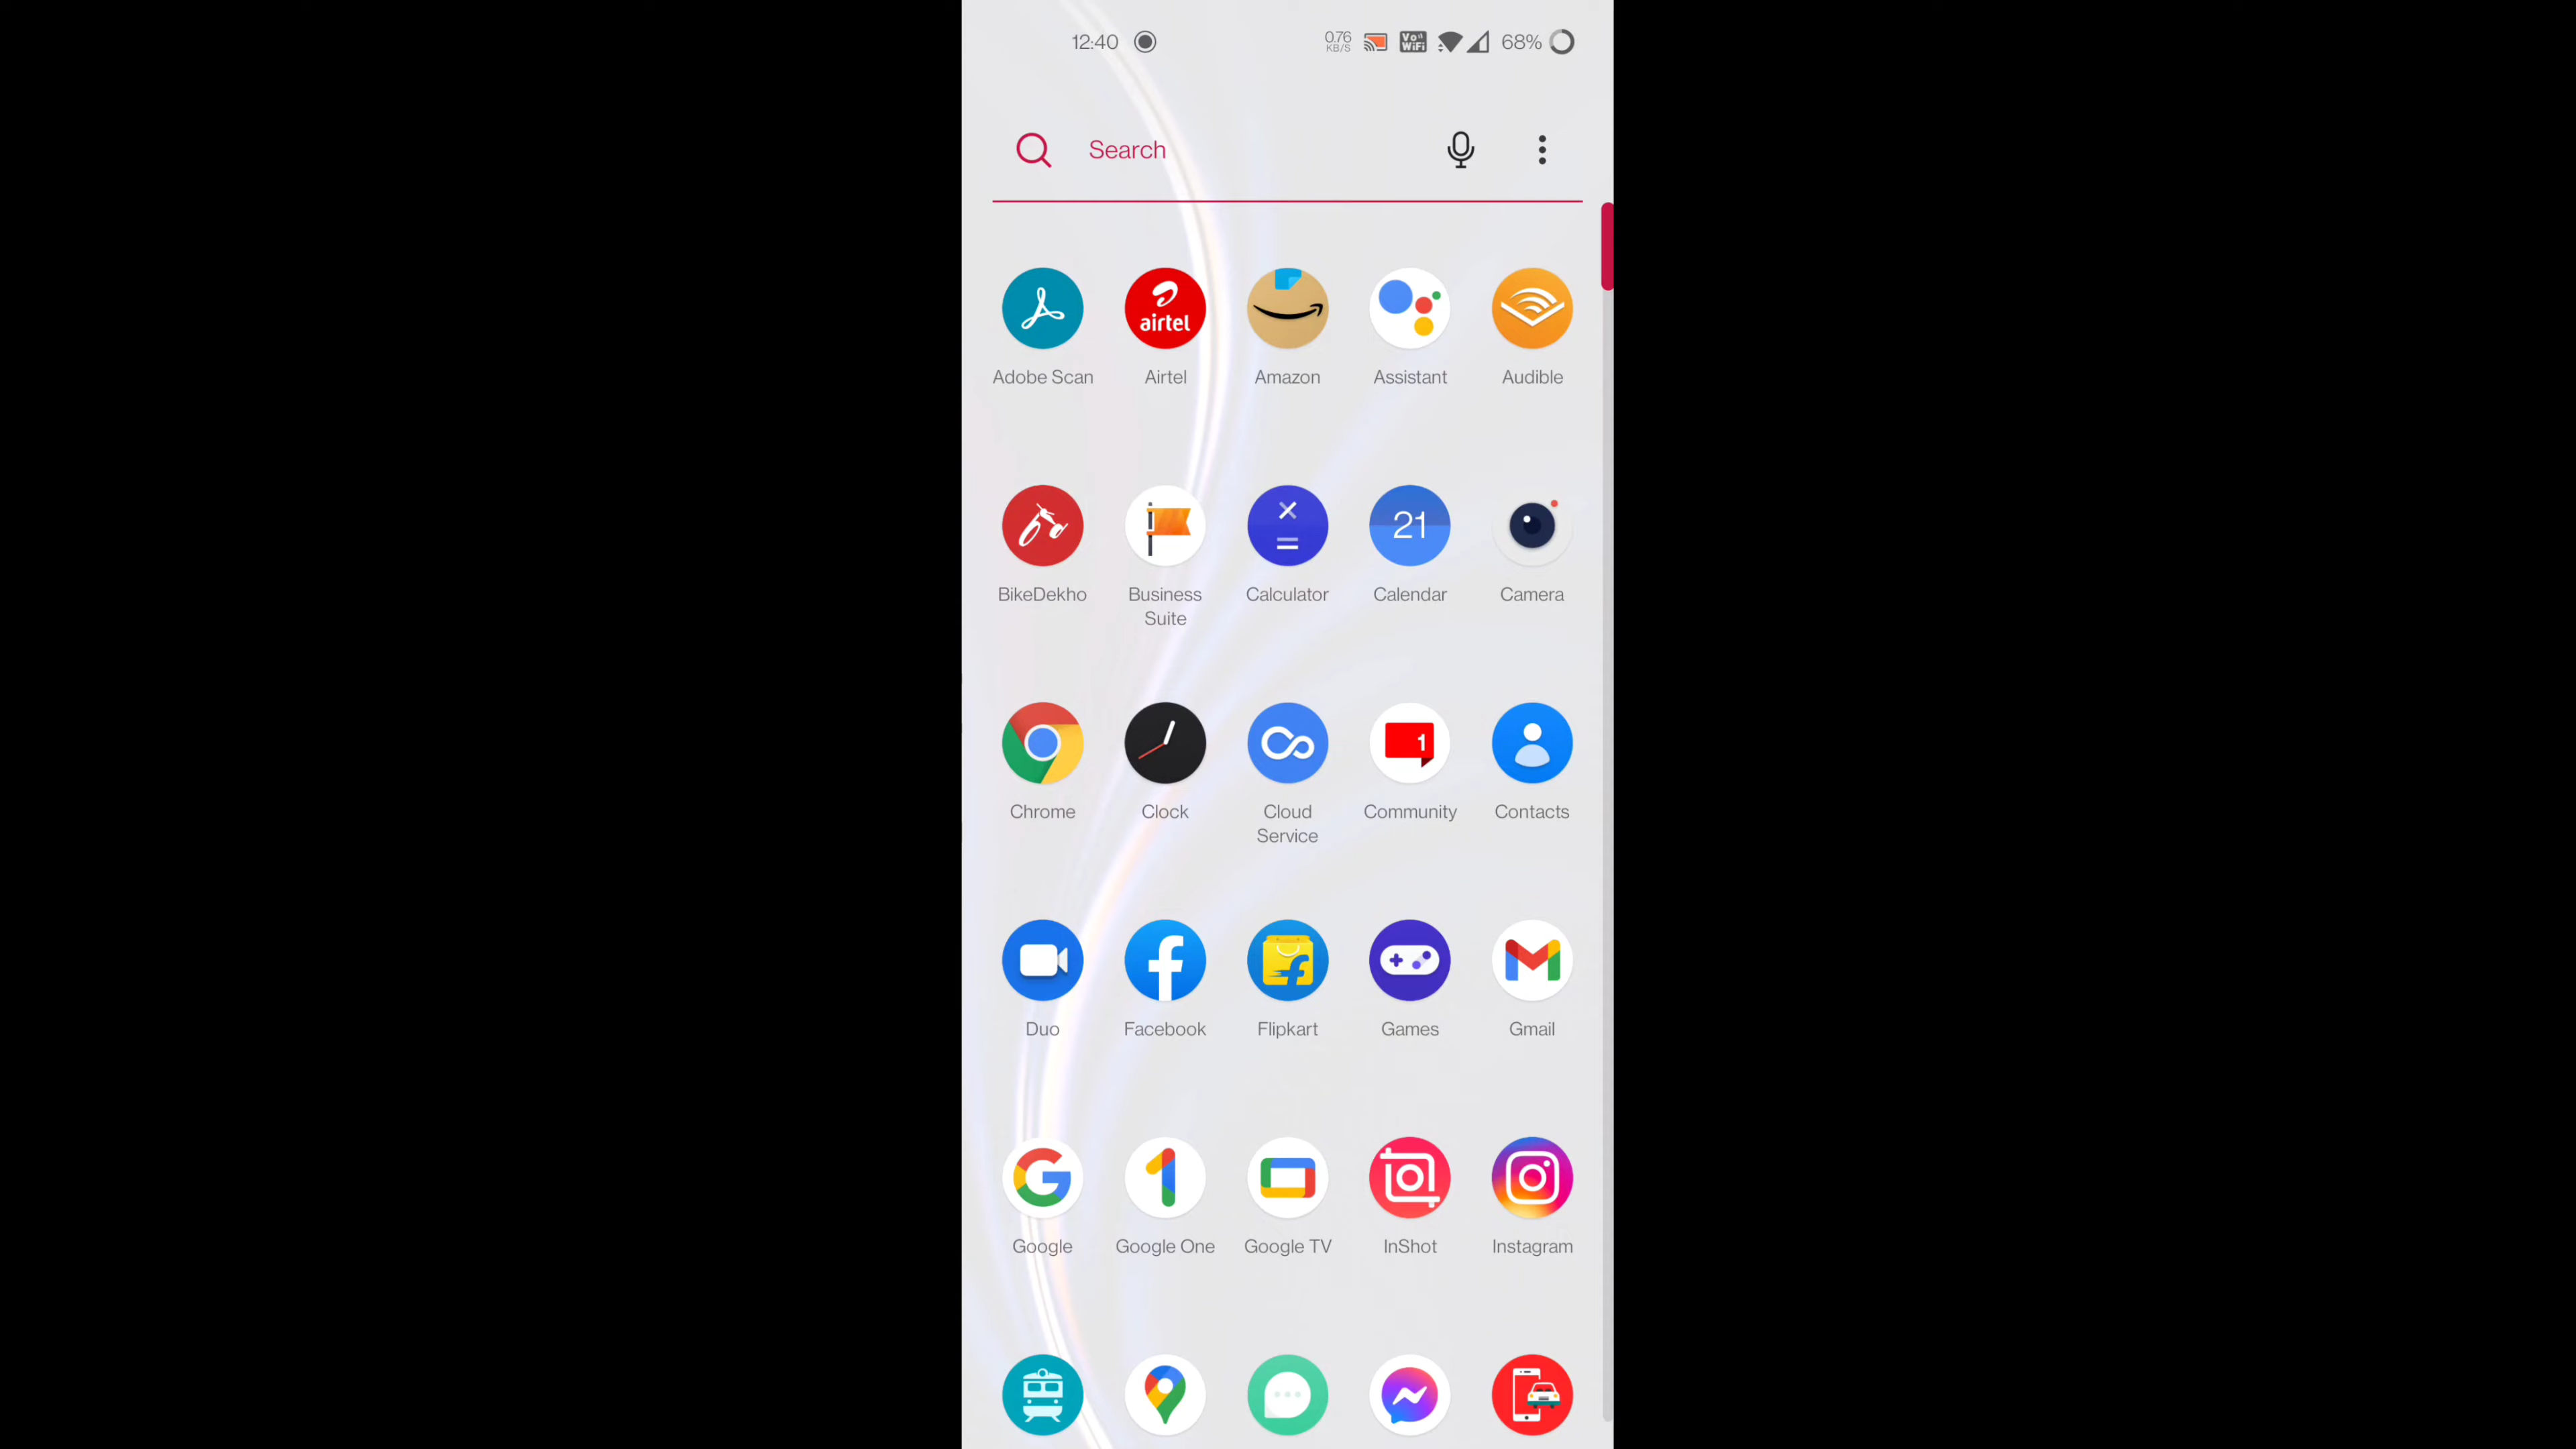 12:40
0.76 KB/S
Vo WiFi
68%
Search
airtel
Adobe Scan Airtel Amazon Assistant Audible
21
BikeDekho Business Suite Calculator Calendar Camera
1
Chrome Clock Cloud Service Community Contacts
Duo Facebook Flipkart Games Gmail
Google Google One Google TV InShot Instagram